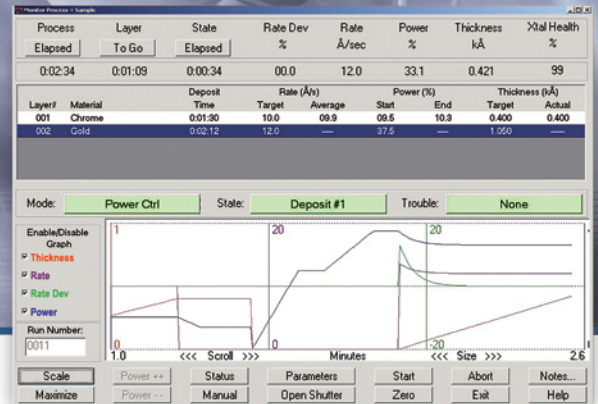 Monitor Process - Sample
Process Layer State Rate Dev Rate Power Thickness Xtal Health
Elapsed To Go Elapsed % Å/sec % kÅ %
0:02:34 0:01:09 0:00:34 00.0 12.0 33.1 0.421 99
Deposit Rate (Å/s) Power (%) Thickness (kÅ)
Layer# Material Time Target Average Start End Target Actual
001 Chrome 0:01:30 10.0 09.9 09.5 10.3 0.400 0.400
002 Gold 0:02:12 12.0 — 37.5 — 1.050 —
Mode: Power Ctrl State: Deposit #1 Trouble: None
Enable/Disable
Graph
Thickness
Rate
Rate Dev
Power
Run Number:
0011
1 20 20
0 0 -20
1.0 <<< Scroll >>> Minutes <<< Size >>> 2.6
Scale Power ++ Status Parameters Start Abort Notes...
Maximize Power -- Manual Open Shutter Zero Exit Help